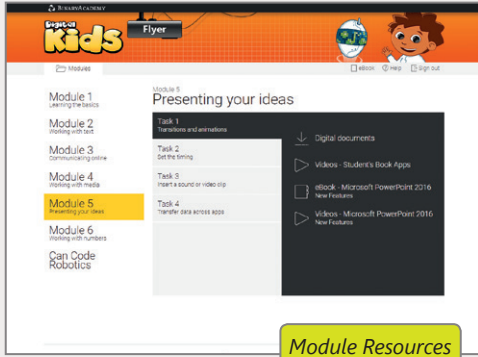 Binary Academy
Digital
Kids
Flyer
Modules
eBook
Help
Sign out
Module 1
Learning the basics
Module 2
Working with text
Module 3
Communicating online
Module 4
Working with media
Module 5
Presenting your ideas
Module 6
Working with numbers
Can Code
Robotics
Module 5
Presenting your ideas
Task 1
Transitions and animations
Task 2
Set the timing
Task 3
Insert a sound or video clip
Task 4
Transfer data across apps
Digital documents
Videos - Student's Book Apps
eBook - Microsoft PowerPoint 2016
New Features
Videos - Microsoft PowerPoint 2016
New Features
Module Resources